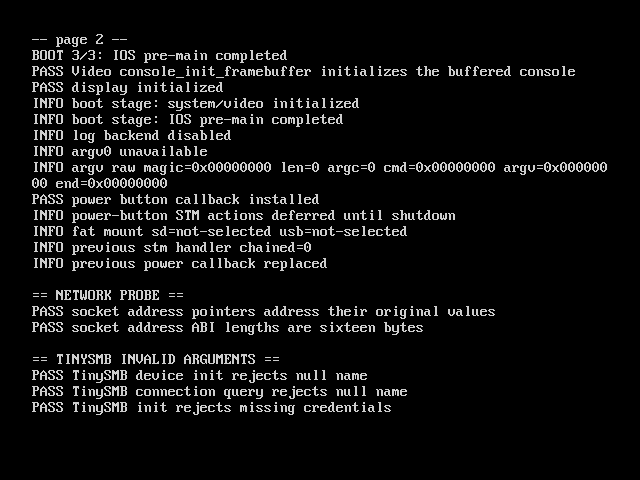 -- page 2 --
BOOT 3/3: IOS pre-main completed
PASS Video console_init_framebuffer initializes the buffered console
PASS display initialized
INFO boot stage: system/video initialized
INFO boot stage: IOS pre-main completed
INFO log backend disabled
INFO argv0 unavailable
INFO argv raw magic=0x00000000 len=0 argc=0 cmd=0x00000000 argv=0x000000
00 end=0x00000000
PASS power button callback installed
INFO power-button STM actions deferred until shutdown
INFO fat mount sd=not-selected usb=not-selected
INFO previous stm handler chained=0
INFO previous power callback replaced
== NETWORK PROBE ==
PASS socket address pointers address their original values
PASS socket address ABI lengths are sixteen bytes
== TINYSMB INVALID ARGUMENTS ==
PASS TinySMB device init rejects null name
PASS TinySMB connection query rejects null name
PASS TinySMB init rejects missing credentials